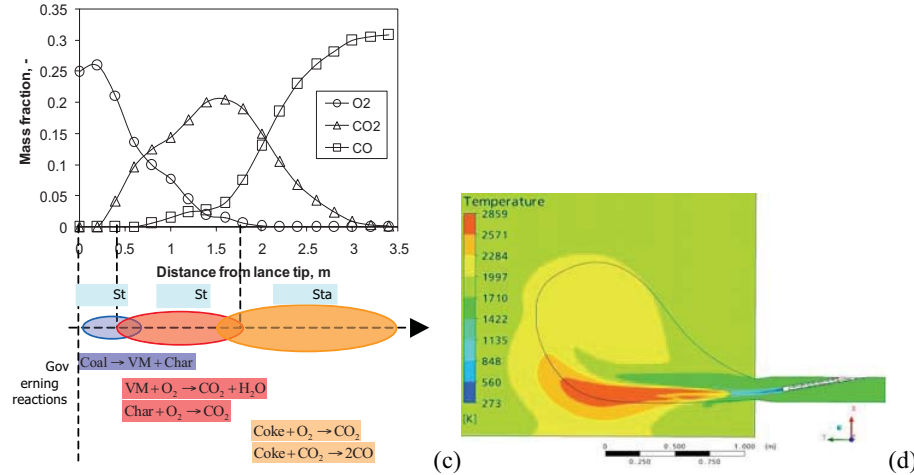 0.35
0.3
0.25
0.2
0.15
0.1
0.05
0
Mass fraction, -
O2
CO2
CO
0 0.5 1 1.5 2 2.5 3 3.5
Distance from lance tip, m
St St Sta
Gov
erning
reactions
Coal → VM + Char
VM + O₂ → CO₂ + H₂O
Char + O₂ → CO₂
Coke + O₂ → CO₂
Coke + CO₂ → 2CO
(c)
Temperature
2859
2571
2284
1997
1710
1422
1135
848
560
273
[K]
0 0.500 1.000 (m)
0.250 0.750
(d)